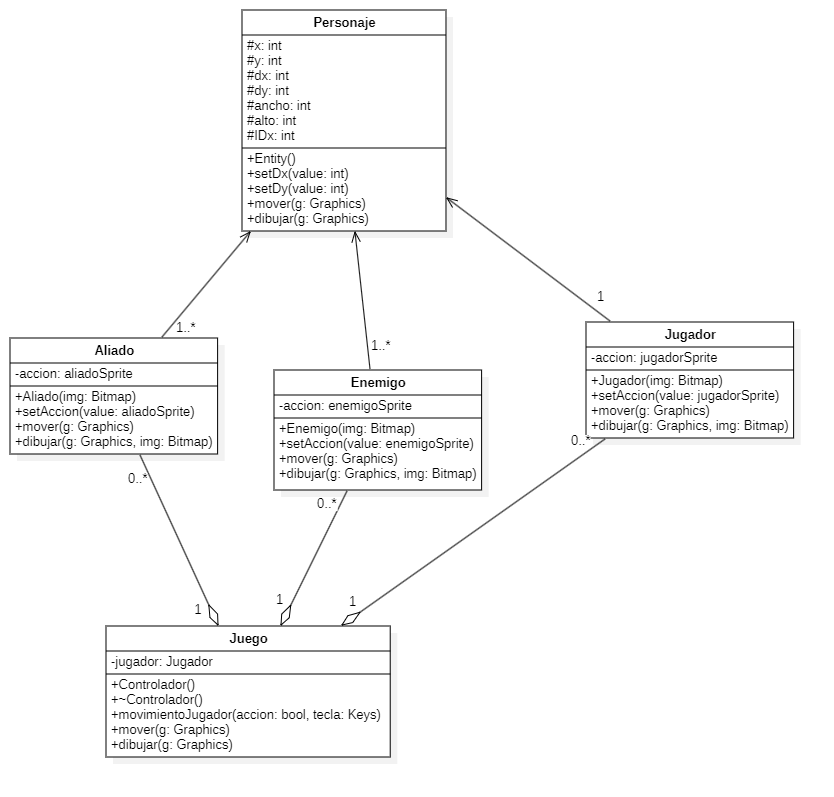 Personaje
#x: int
#y: int
#dx: int
#dy: int
#ancho: int
#alto: int
#IDx: int
+Entity()
+setDx(value: int)
+setDy(value: int)
+mover(g: Graphics)
+dibujar(g: Graphics)
1..*
1..*
1
Aliado
-accion: aliadoSprite
+Aliado(img: Bitmap)
+setAccion(value: aliadoSprite)
+mover(g: Graphics)
+dibujar(g: Graphics, img: Bitmap)
0..*
Enemigo
-accion: enemigoSprite
+Enemigo(img: Bitmap)
+setAccion(value: enemigoSprite)
+mover(g: Graphics)
+dibujar(g: Graphics, img: Bitmap)
0..*
Jugador
-accion: jugadorSprite
+Jugador(img: Bitmap)
+setAccion(value: jugadorSprite)
+mover(g: Graphics)
+dibujar(g: Graphics, img: Bitmap)
0..*
1
1
1
Juego
-jugador: Jugador
+Controlador()
+~Controlador()
+movimientoJugador(accion: bool, tecla: Keys)
+mover(g: Graphics)
+dibujar(g: Graphics)